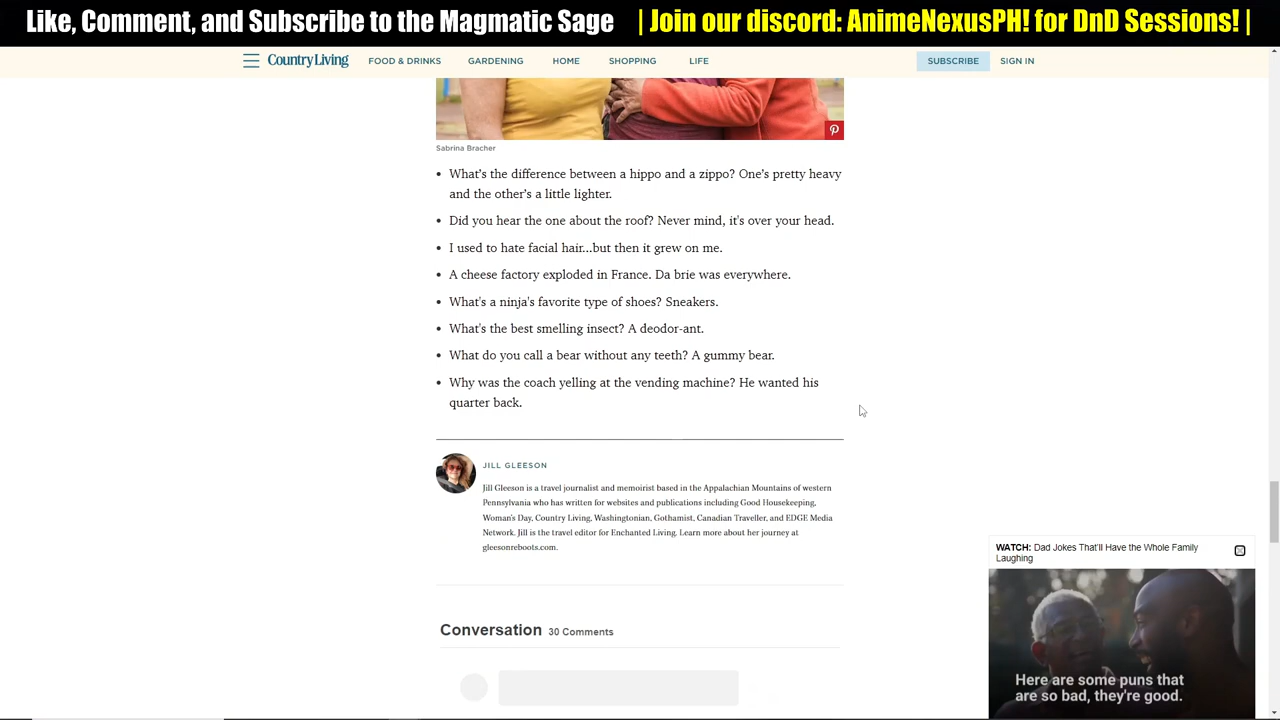 Like, Comment, and Subscribe to the Magmatic Sage | Join our discord: AnimeNexusPH! for DnD Sessions! |
Country Living FOOD & DRINKS GARDENING HOME SHOPPING LIFE SUBSCRIBE SIGN IN
Sabrina Bracher
• What's the difference between a hippo and a zippo? One's pretty heavy
and the other's a little lighter.
• Did you hear the one about the roof? Never mind, it's over your head.
• I used to hate facial hair...but then it grew on me.
• A cheese factory exploded in France. Da brie was everywhere.
• What's a ninja's favorite type of shoes? Sneakers.
• What's the best smelling insect? A deodor-ant.
• What do you call a bear without any teeth? A gummy bear.
• Why was the coach yelling at the vending machine? He wanted his
quarter back.
JILL GLEESON
Jill Gleeson is a travel journalist and memoirist based in the Appalachian Mountains of western
Pennsylvania who has written for websites and publications including Good Housekeeping,
Woman's Day, Country Living, Washingtonian, Gothamist, Canadian Traveller, and EDGE Media
Network. Jill is the travel editor for Enchanted Living. Learn more about her journey at
gleesonreboots.com.
Conversation 30 Comments
WATCH: Dad Jokes That'll Have the Whole Family
Laughing
Here are some puns that
are so bad, they're good.